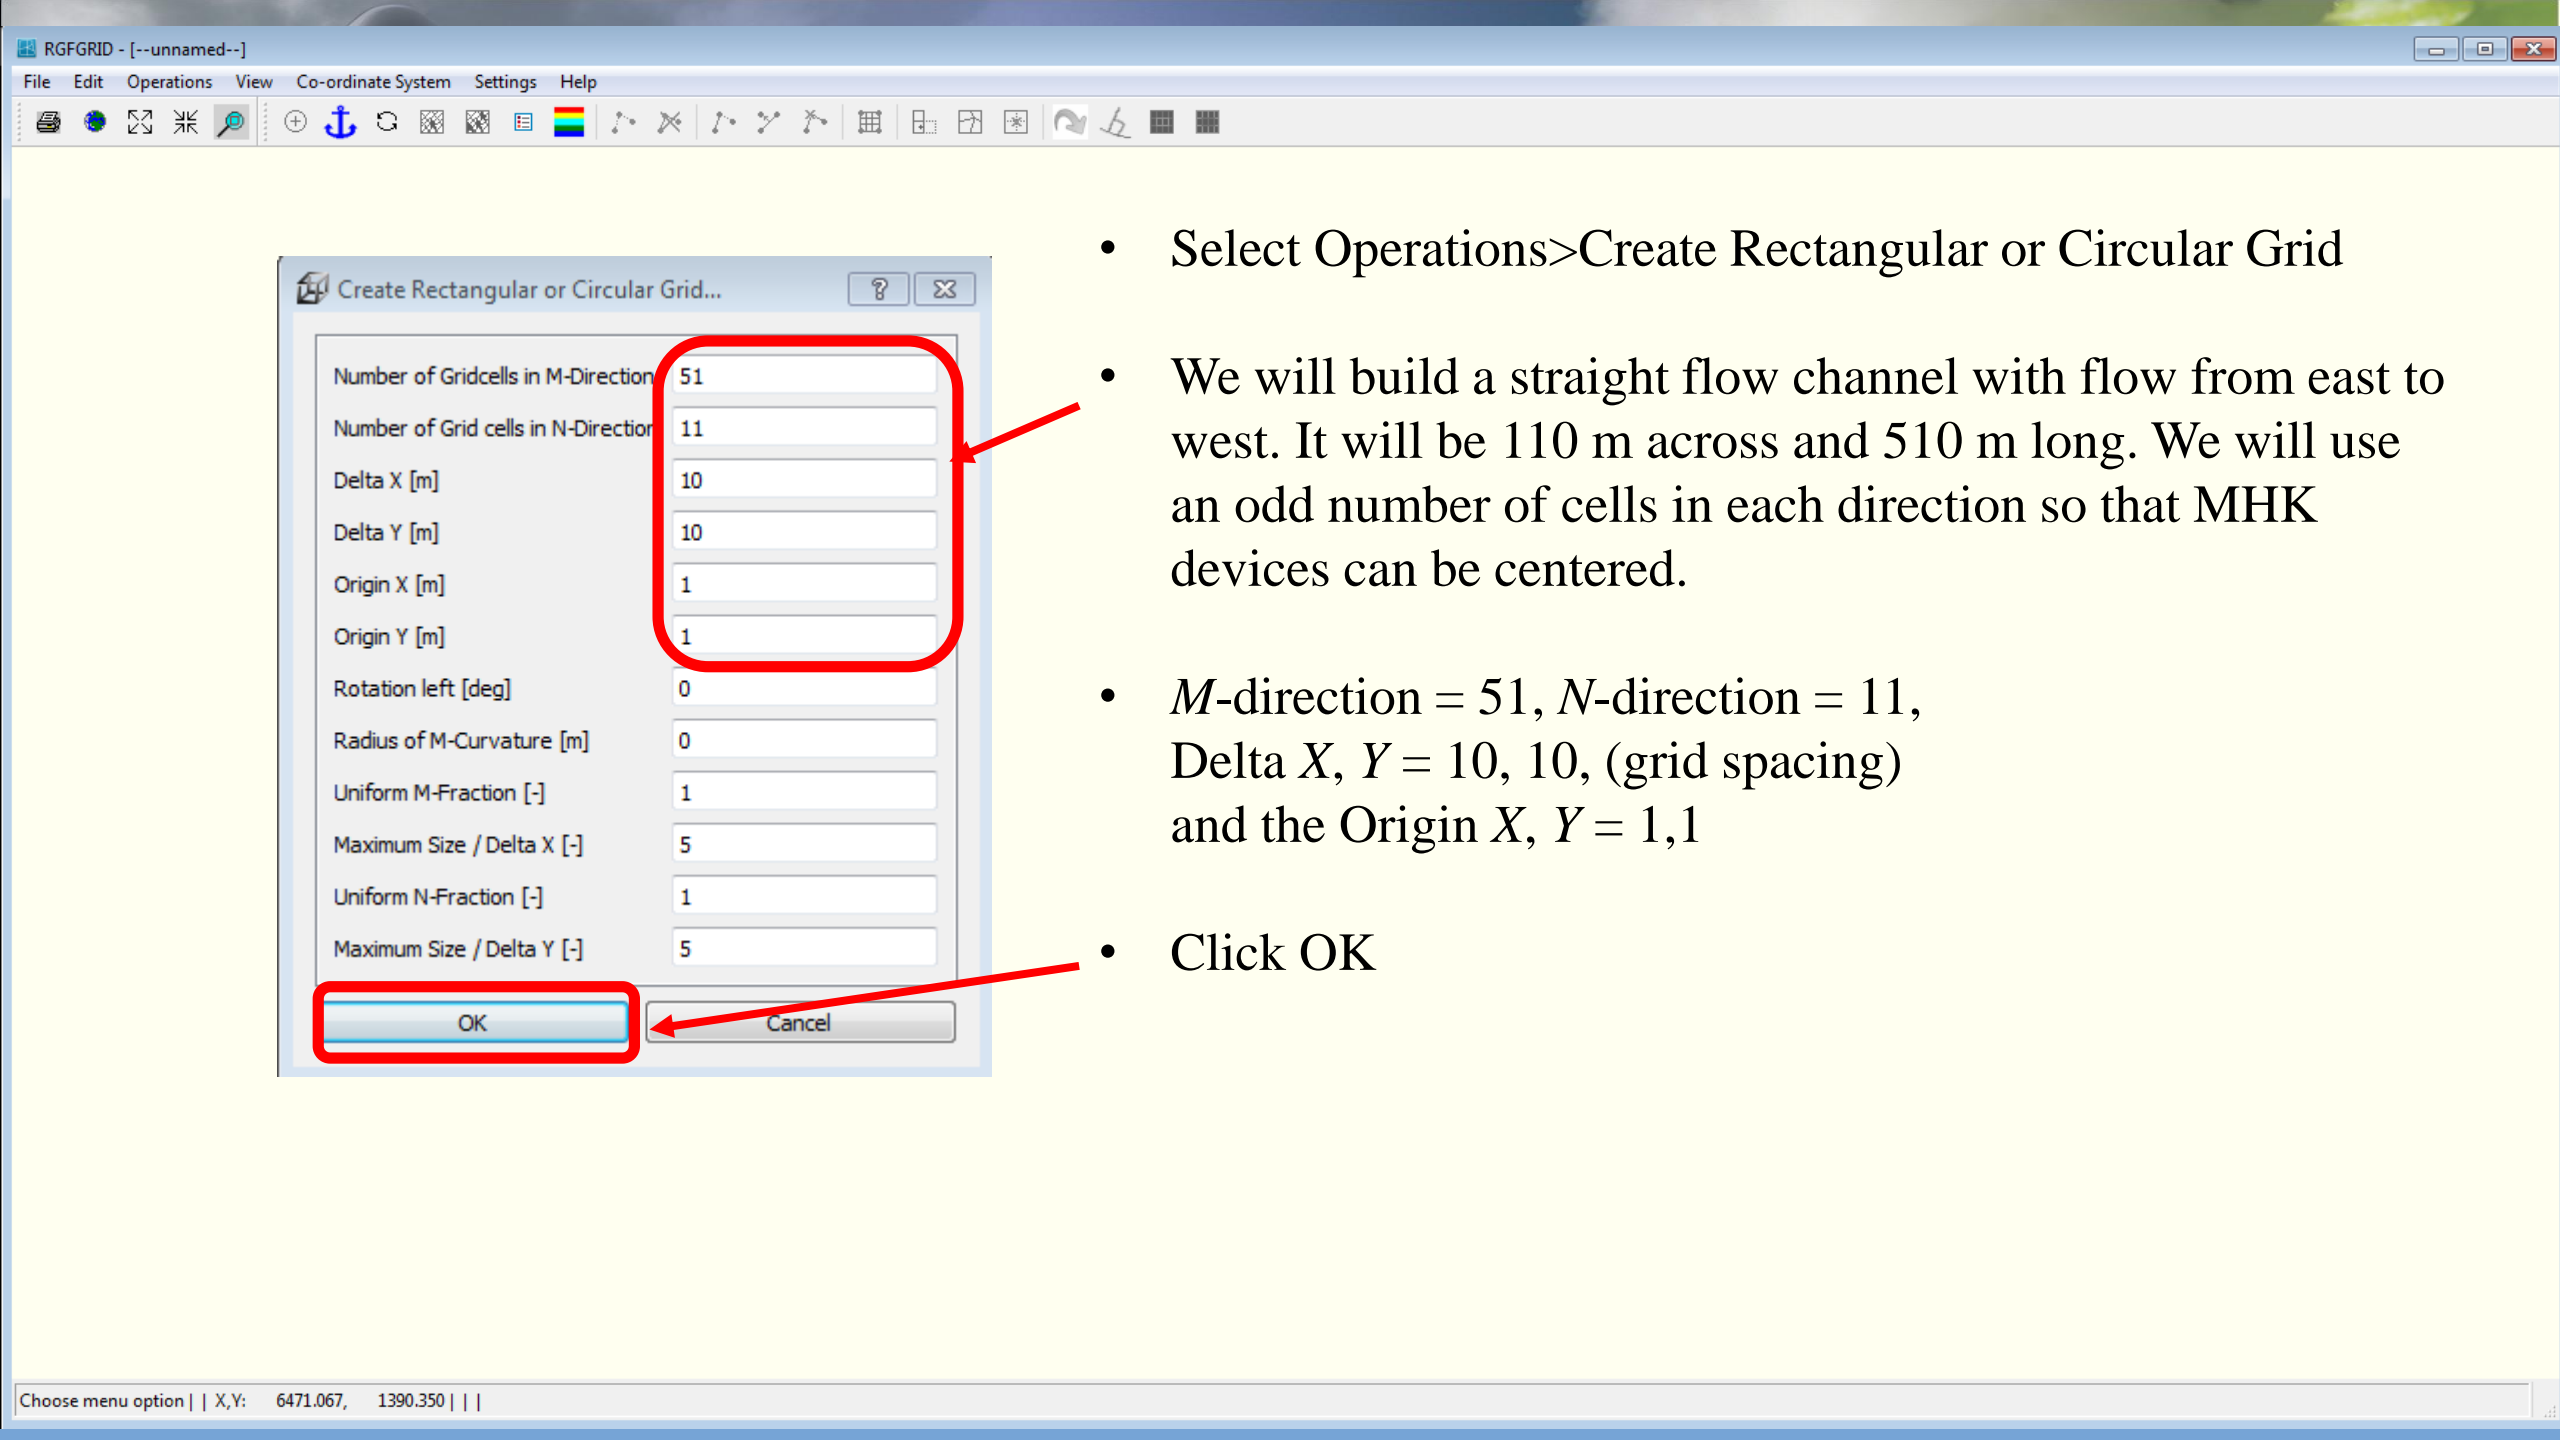 RGFGRID - [--unnamed--]
File Edit Operations View Co-ordinate System Settings Help
Create Rectangular or Circular Grid...
Number of Gridcells in M-Direction 51
Number of Grid cells in N-Direction 11
Delta X [m] 10
Delta Y [m] 10
Origin X [m] 1
Origin Y [m] 1
Rotation left [deg] 0
Radius of M-Curvature [m] 0
Uniform M-Fraction [-] 1
Maximum Size / Delta X [-] 5
Uniform N-Fraction [-] 1
Maximum Size / Delta Y [-] 5
OK Cancel
• Select Operations>Create Rectangular or Circular Grid
• We will build a straight flow channel with flow from east to
west. It will be 110 m across and 510 m long. We will use
an odd number of cells in each direction so that MHK
devices can be centered.
• M-direction = 51, N-direction = 11,
Delta X, Y = 10, 10, (grid spacing)
and the Origin X, Y = 1,1
• Click OK
Choose menu option | | X,Y: 6471.067, 1390.350 | | |